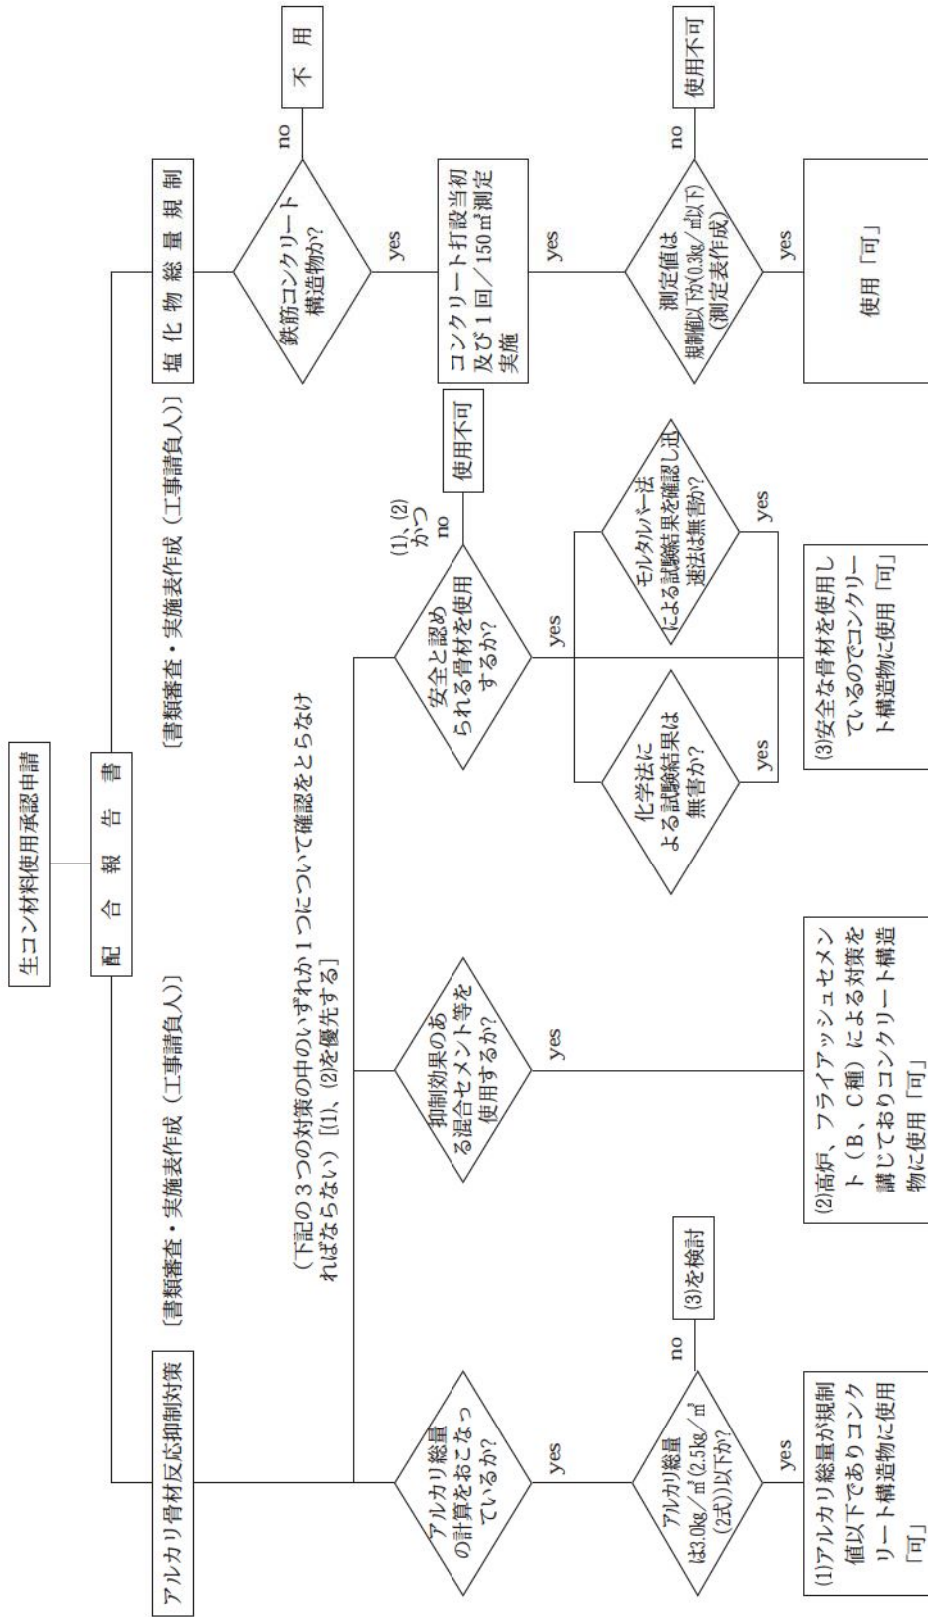 生コン材料使用承認申請
配合報告書
アルカリ骨材反応抑制対策
[書類審査・実施表作成（工事請負人）]
(下記の3つの対策の中のいずれか1つについて確認をとらなけ
ればならない) [(1)、(2)を優先する]
アルカリ総量
の計算をおこなっ
ているか?
yes
アルカリ総量
は3.0kg/㎥(2.5kg/㎥
(2式))以下か?
no
(3)を検討
yes
(1)アルカリ総量が規制
値以下でありコンク
リート構造物に使用
「可」
抑制効果のあ
る混合セメント等を
使用するか?
yes
(2)高炉、フライアッシュセメン
ト（B、C種）による対策を
講じておりコンクリート構造
物に使用「可」
安全と認め
られる骨材を使用
するか?
(1)、(2)
かつ
no
使用不可
yes
化学法に
よる試験結果は
無害か?
yes
モルタルバー法
による試験結果を確認し迅
速法は無害か?
yes
(3)安全な骨材を使用し
ているのでコンクリー
ト構造物に使用「可」
塩化物総量規制
[書類審査・実施表作成（工事請負人）]
鉄筋コンクリート
構造物か?
no
不用
yes
コンクリート打設当初
及び1回/150㎥測定
実施
yes
測定値は
規制値以下か(0.3kg/㎥以下)
(測定表作成)
no
使用不可
yes
使用「可」